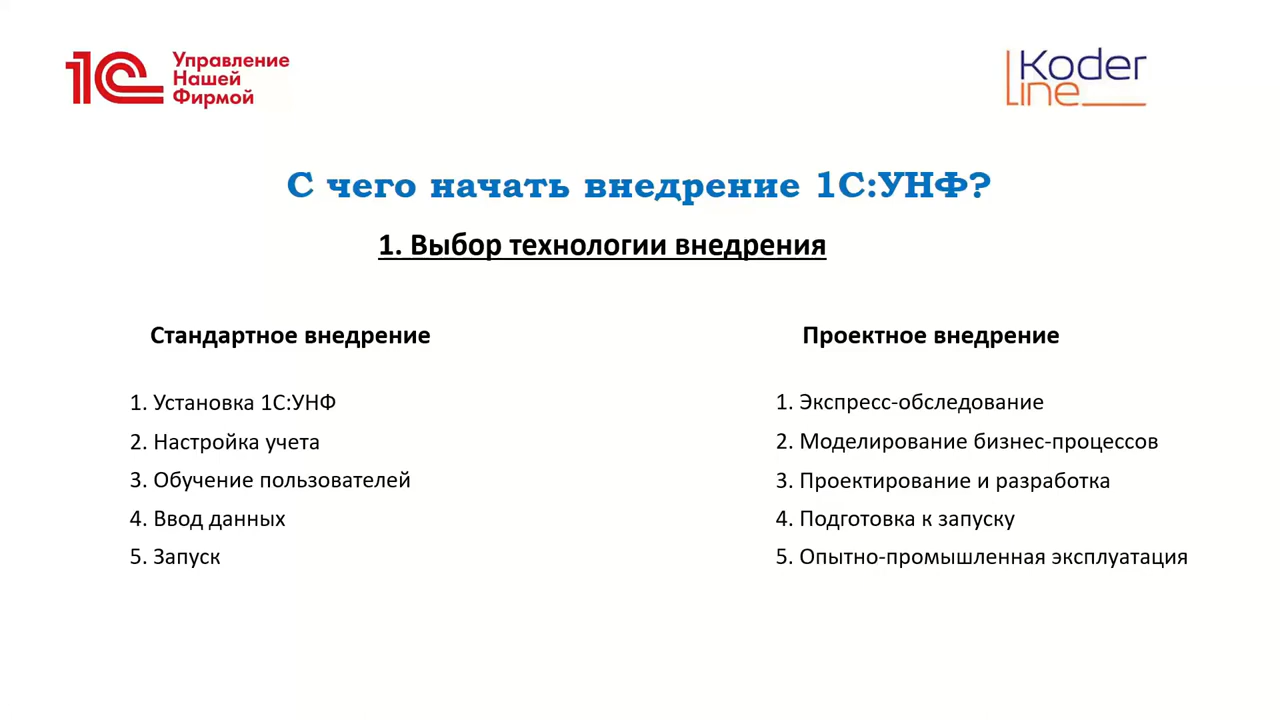 1С Управление
Нашей
Фирмой
Koder
Line
С чего начать внедрение 1С:УНФ?
1. Выбор технологии внедрения
Стандартное внедрение
1. Установка 1С:УНФ
2. Настройка учета
3. Обучение пользователей
4. Ввод данных
5. Запуск
Проектное внедрение
1. Экспресс-обследование
2. Моделирование бизнес-процессов
3. Проектирование и разработка
4. Подготовка к запуску
5. Опытно-промышленная эксплуатация